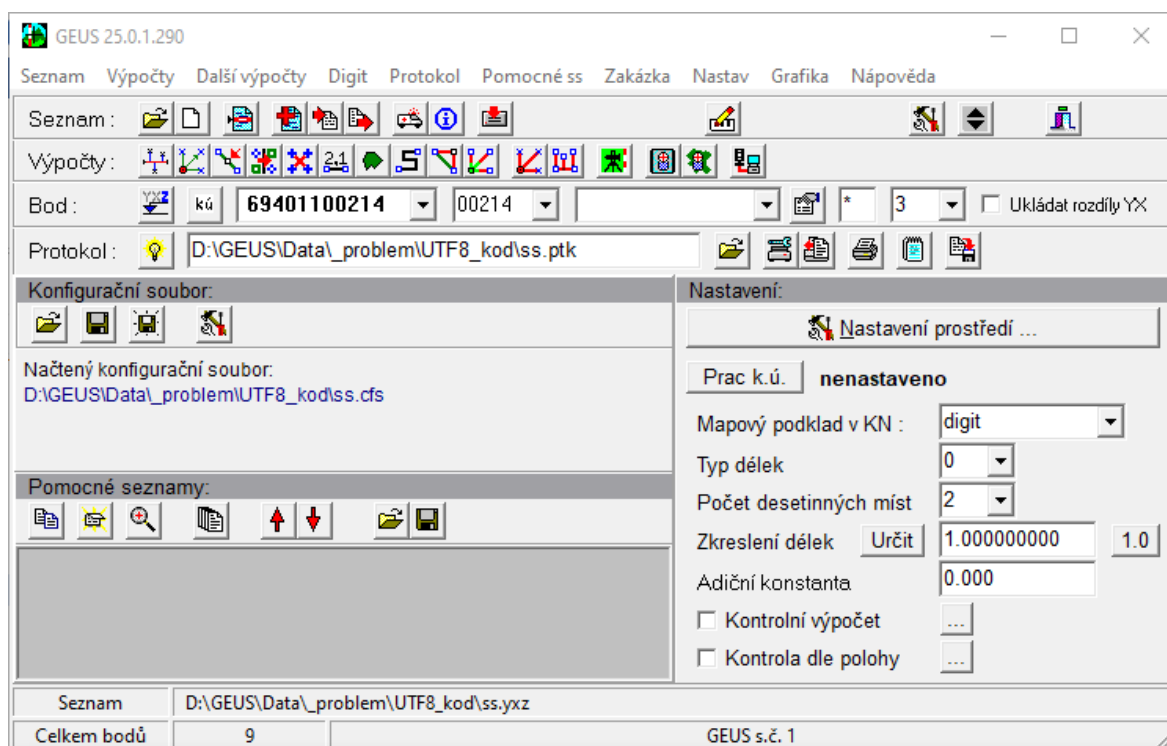 GEUS 25.0.1.290
Seznam Výpočty Další výpočty Digit Protokol Pomocné ss Zakázka Nastav Grafika Nápověda
Seznam :
Výpočty : 2.1
Bod : YXZ kú 69401100214 00214 * 3 Ukládat rozdíly YX
Protokol : D:\GEUS\Data\_problem\UTF8_kod\ss.ptk
Konfigurační soubor:
Načtený konfigurační soubor:
D:\GEUS\Data\_problem\UTF8_kod\ss.cfs
Pomocné seznamy:
Nastavení:
Nastavení prostředí ...
Prac k.ú. nenastaveno
Mapový podklad v KN : digit
Typ délek 0
Počet desetinných míst 2
Zkreslení délek Určit 1.000000000 1.0
Adiční konstanta 0.000
Kontrolní výpočet ...
Kontrola dle polohy ...
Seznam D:\GEUS\Data\_problem\UTF8_kod\ss.yxz
Celkem bodů 9 GEUS s.č. 1